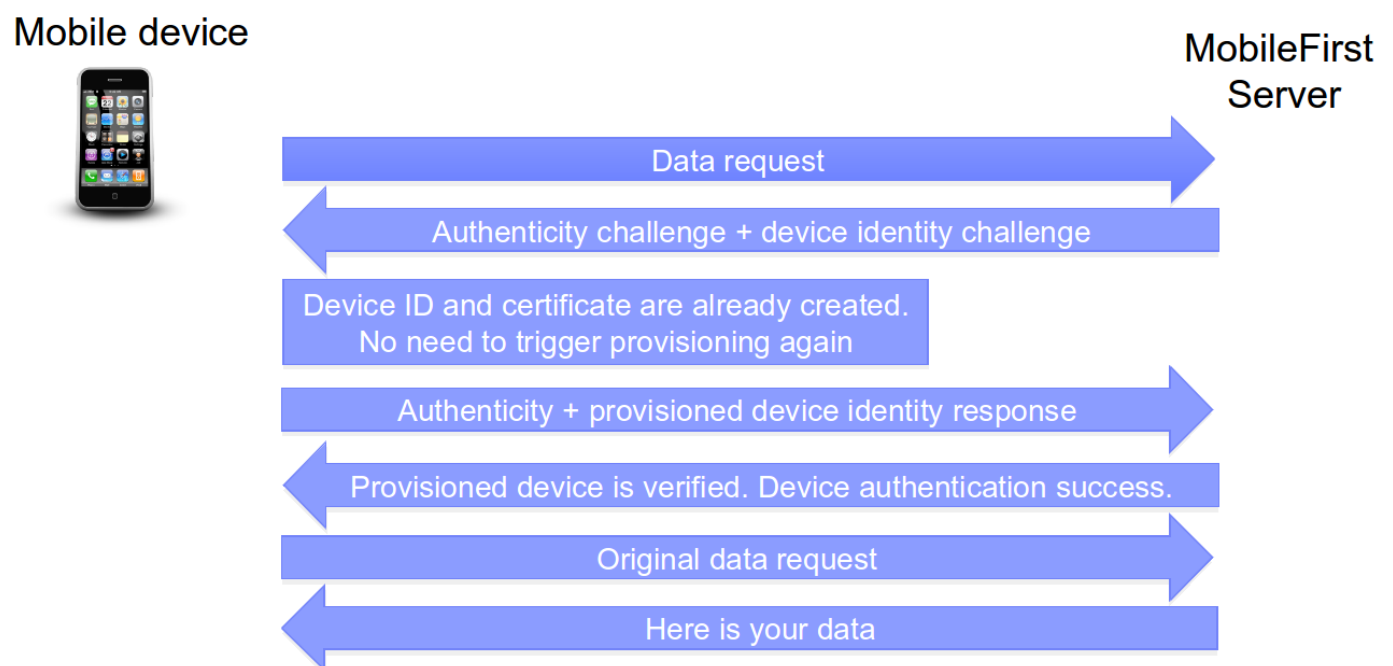 Mobile device
MobileFirst
Server
Data request
Authenticity challenge + device identity challenge
Device ID and certificate are already created.
No need to trigger provisioning again
Authenticity + provisioned device identity response
Provisioned device is verified. Device authentication success.
Original data request
Here is your data